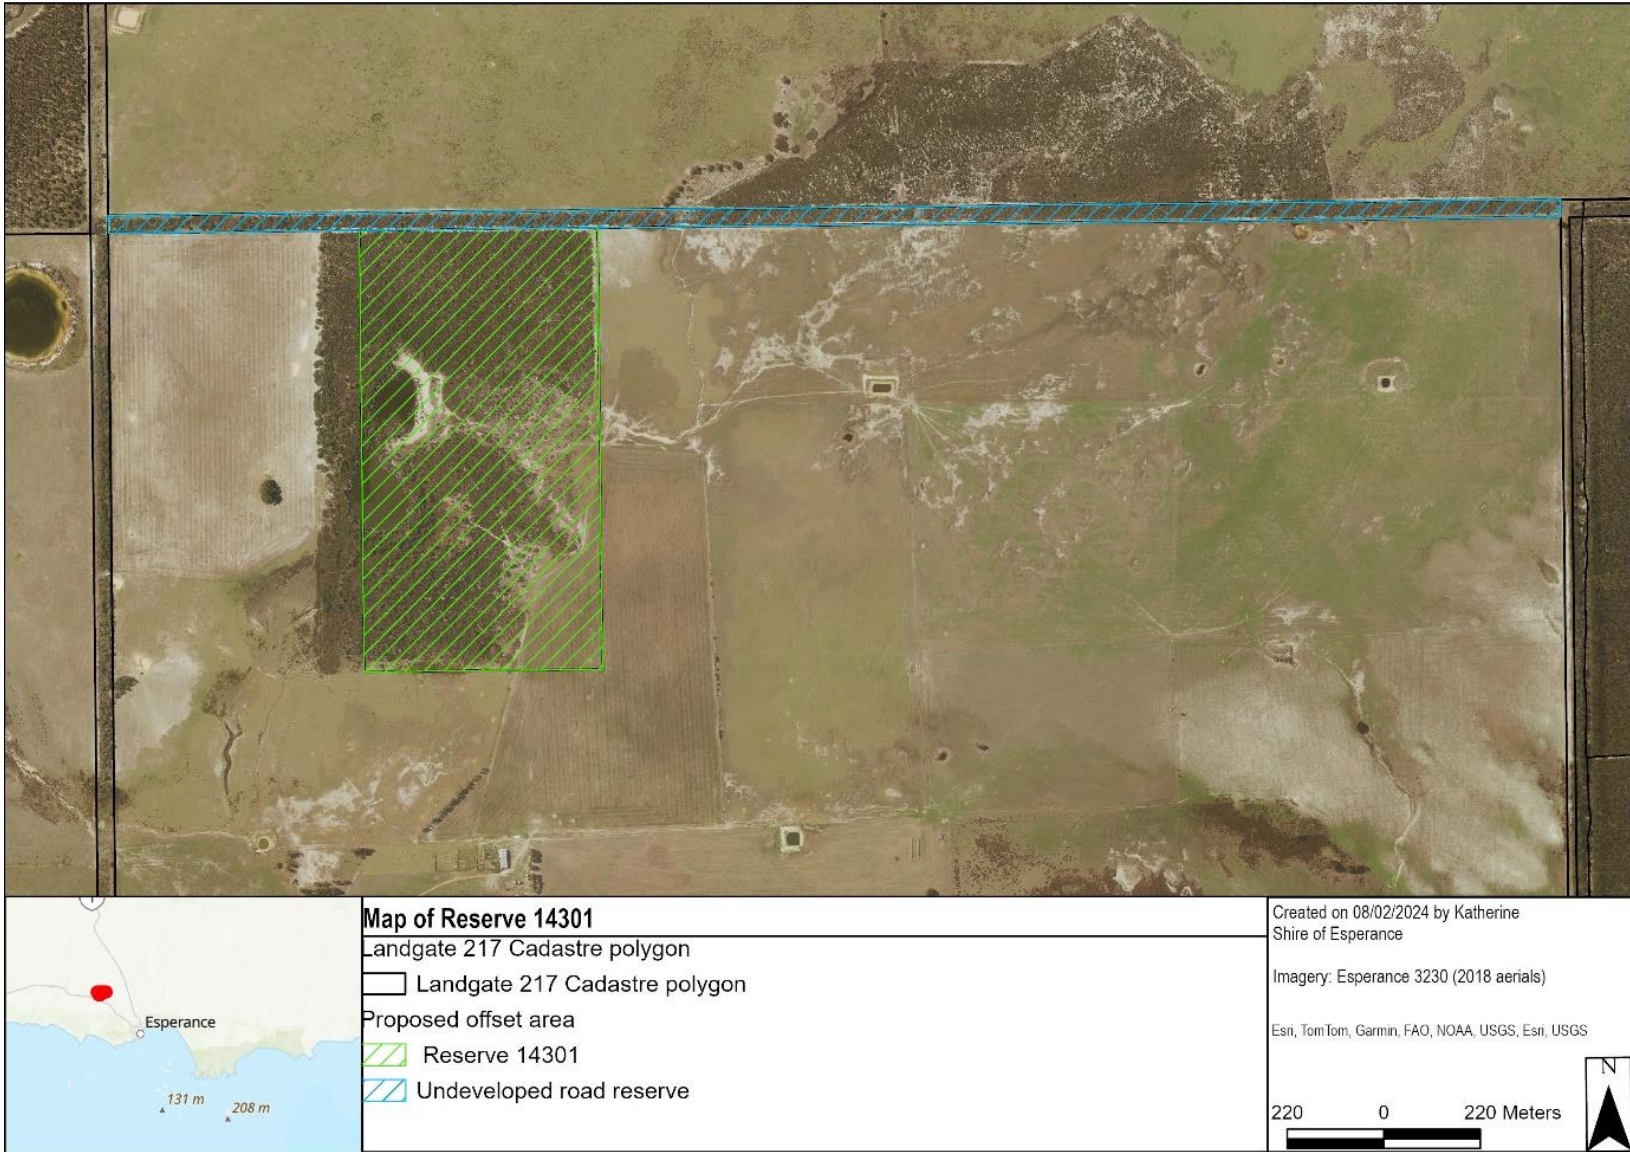 Map of Reserve 14301
Landgate 217 Cadastre polygon
Landgate 217 Cadastre polygon
Proposed offset area
Reserve 14301
Undeveloped road reserve
Esperance
131 m
208 m
Created on 08/02/2024 by Katherine
Shire of Esperance
Imagery: Esperance 3230 (2018 aerials)
Esri, TomTom, Garmin, FAO, NOAA, USGS, Esri, USGS
N
220 0 220 Meters